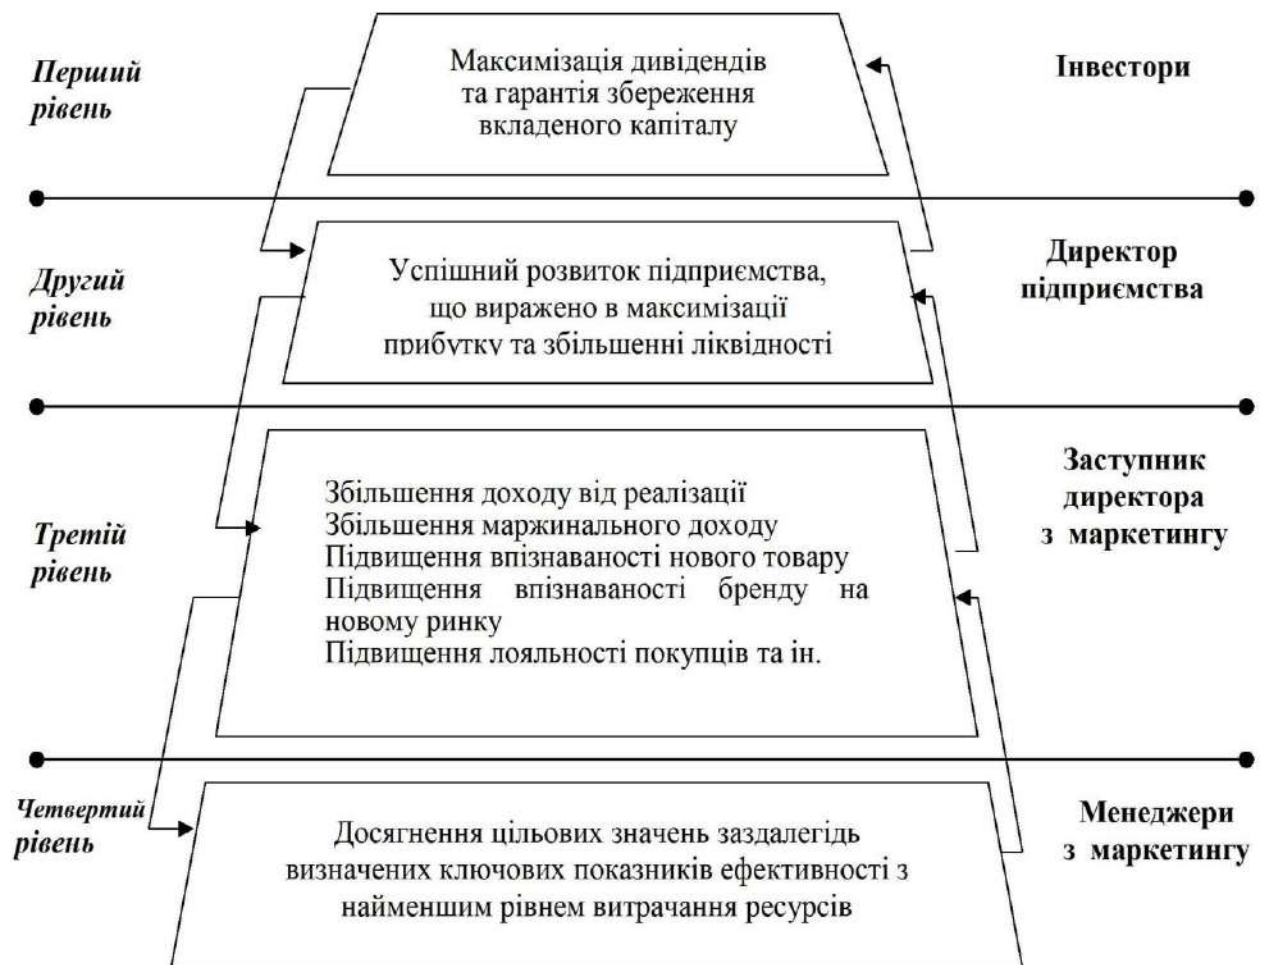 Перший
рівень
Максимізація дивідендів
та гарантія збереження
вкладеного капіталу
Інвестори
Другий
рівень
Успішний розвиток підприємства,
що виражено в максимізації
прибутку та збільшенні ліквідності
Директор
підприємства
Третій
рівень
Збільшення доходу від реалізації
Збільшення маржинального доходу
Підвищення впізнаваності нового товару
Підвищення впізнаваності бренду на
новому ринку
Підвищення лояльності покупців та ін.
Заступник
директора
з маркетингу
Четвертий
рівень
Досягнення цільових значень заздалегідь
визначених ключових показників ефективності з
найменшим рівнем витрачання ресурсів
Менеджери
з маркетингу